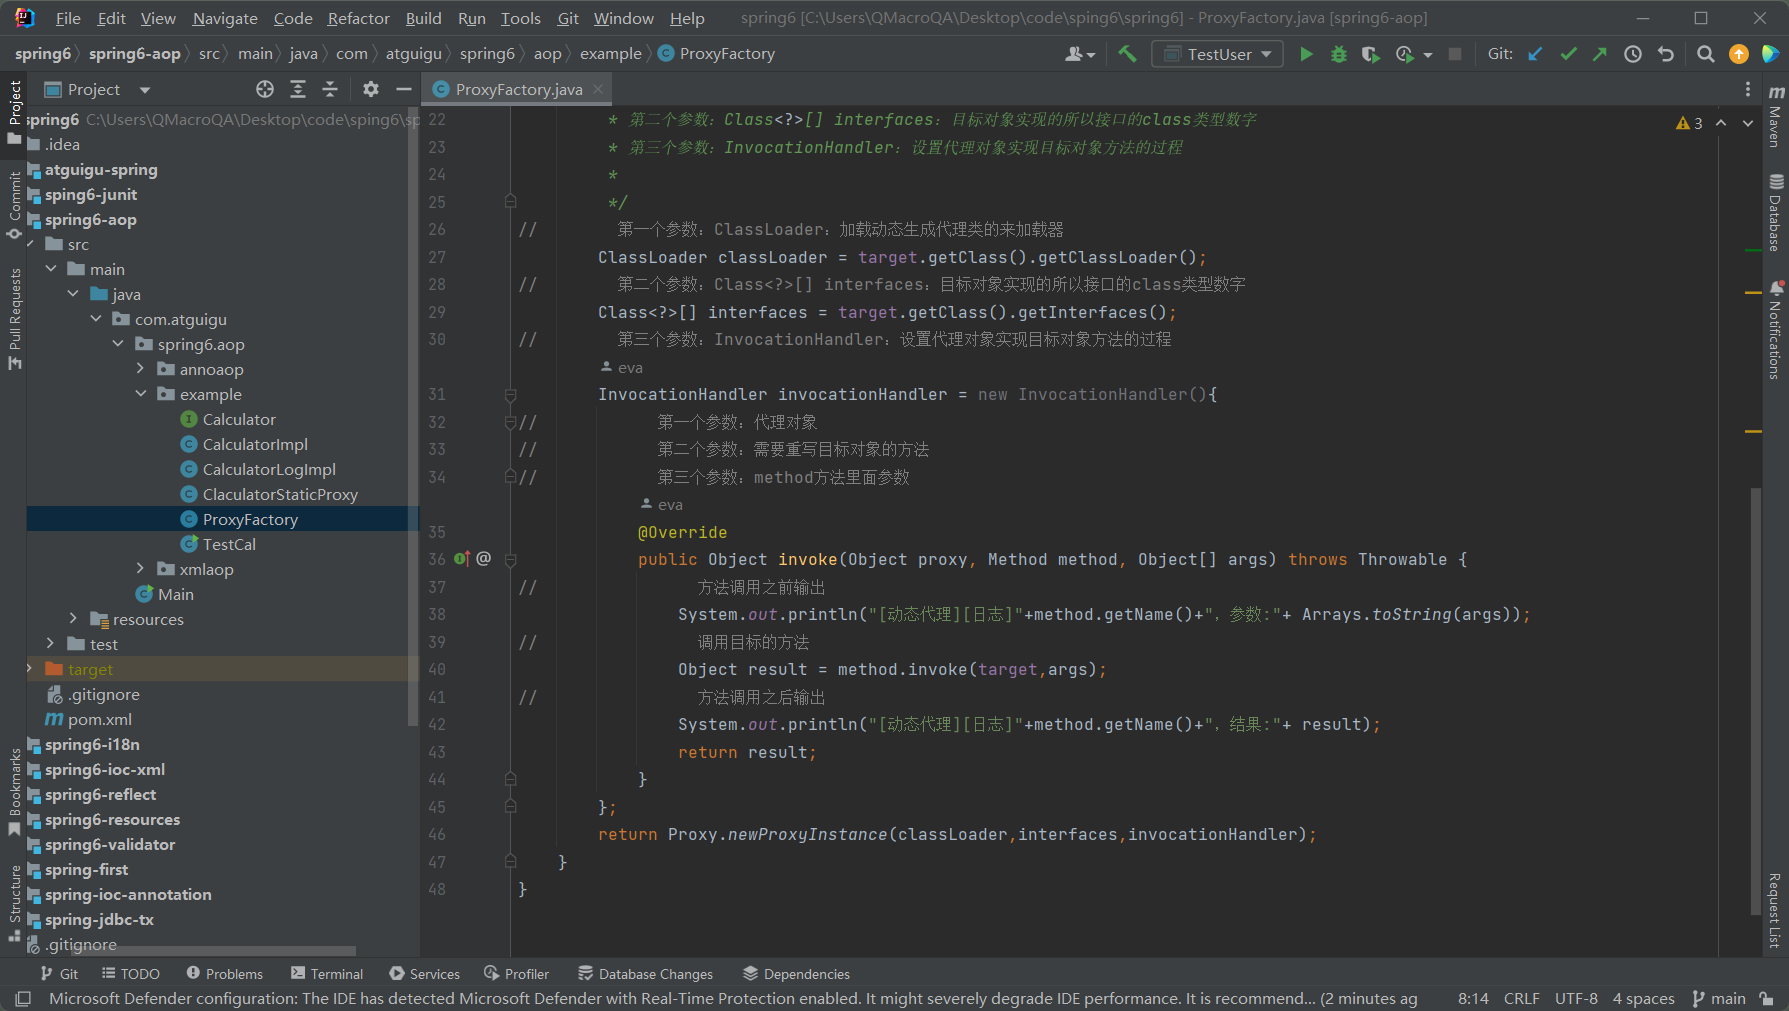 File Edit View Navigate Code Refactor Build Run Tools Git Window Help spring6 [C:\Users\QMacroQA\Desktop\code\sping6\spring6] - ProxyFactory.java [spring6-aop]
spring6 spring6-aop src main java com atguigu spring6 aop example ProxyFactory TestUser Git:
Project
ProxyFactory.java
spring6 C:\Users\QMacroQA\Desktop\code\sping6\sp
.idea
atguigu-spring
sping6-junit
spring6-aop
src
main
java
com.atguigu
spring6.aop
annoaop
example
Calculator
CalculatorImpl
CalculatorLogImpl
ClaculatorStaticProxy
ProxyFactory
TestCal
xmlaop
Main
resources
test
target
.gitignore
pom.xml
spring6-i18n
spring6-ioc-xml
spring6-reflect
spring6-resources
spring6-validator
spring-first
spring-ioc-annotation
spring-jdbc-tx
.gitignore
Project
Commit
Pull Requests
Bookmarks
Structure
22 * 第二个参数：Class<?>[] interfaces：目标对象实现的所以接口的class类型数字
23 * 第三个参数：InvocationHandler：设置代理对象实现目标对象方法的过程
24 *
25 */
26 // 第一个参数：ClassLoader：加载动态生成代理类的来加载器
27 ClassLoader classLoader = target.getClass().getClassLoader();
28 // 第二个参数：Class<?>[] interfaces：目标对象实现的所以接口的class类型数字
29 Class<?>[] interfaces = target.getClass().getInterfaces();
30 // 第三个参数：InvocationHandler：设置代理对象实现目标对象方法的过程
eva
31 InvocationHandler invocationHandler = new InvocationHandler(){
32 // 第一个参数：代理对象
33 // 第二个参数：需要重写目标对象的方法
34 // 第三个参数：method方法里面参数
eva
35 @Override
36 public Object invoke(Object proxy, Method method, Object[] args) throws Throwable {
37 // 方法调用之前输出
38 System.out.println("[动态代理][日志]"+method.getName()+"，参数:"+ Arrays.toString(args));
39 // 调用目标的方法
40 Object result = method.invoke(target,args);
41 // 方法调用之后输出
42 System.out.println("[动态代理][日志]"+method.getName()+"，结果:"+ result);
43 return result;
44 }
45 };
46 return Proxy.newProxyInstance(classLoader,interfaces,invocationHandler);
47 }
48 }
3
Maven
Database
Notifications
Request List
Git TODO Problems Terminal Services Profiler Database Changes Dependencies
Microsoft Defender configuration: The IDE has detected Microsoft Defender with Real-Time Protection enabled. It might severely degrade IDE performance. It is recommend... (2 minutes ag 8:14 CRLF UTF-8 4 spaces main